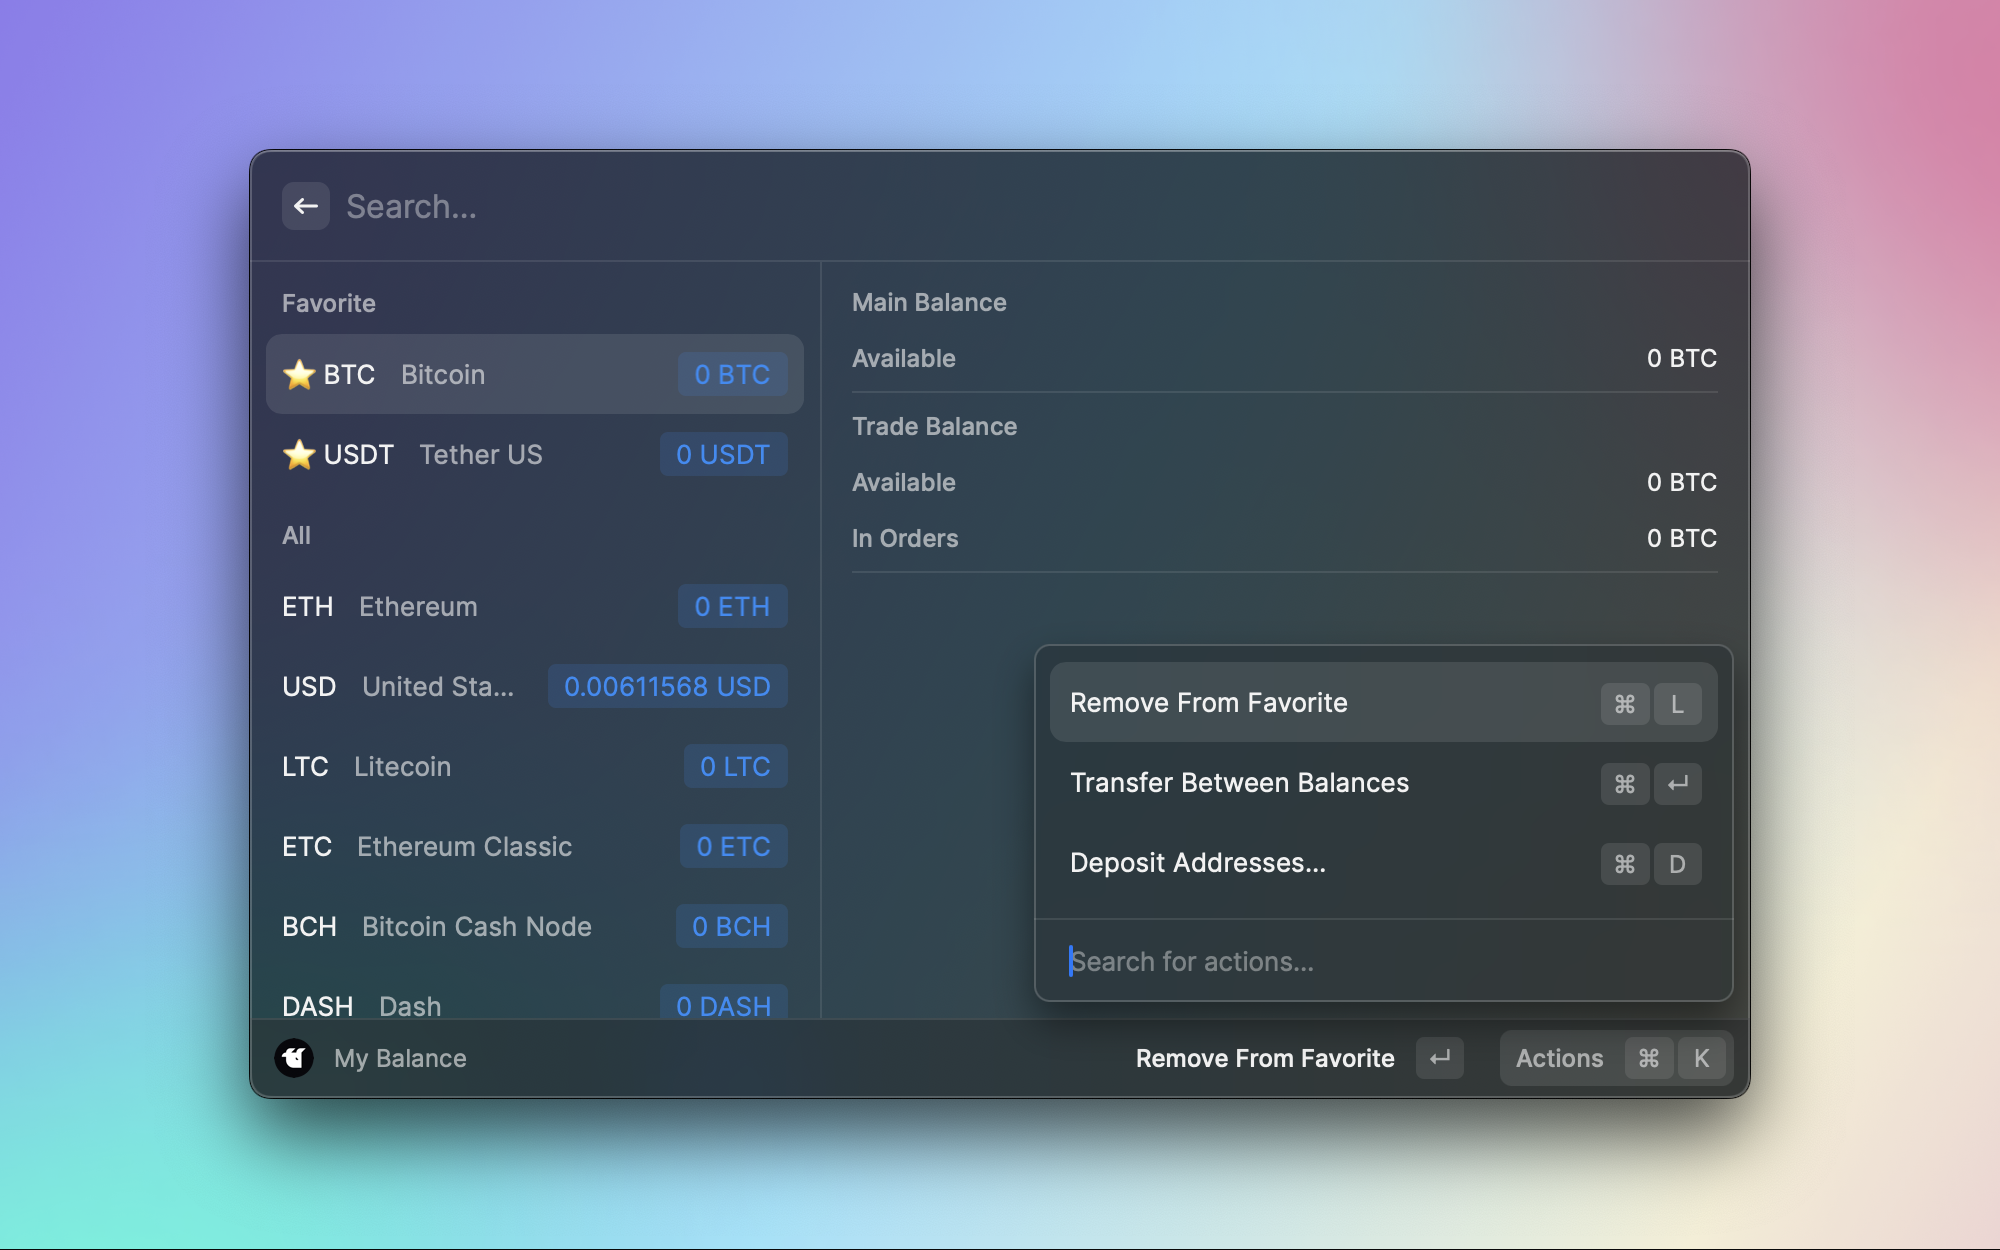 Search...
Favorite
BTC Bitcoin 0 BTC
USDT Tether US 0 USDT
All
ETH Ethereum 0 ETH
USD United Sta... 0.00611568 USD
LTC Litecoin 0 LTC
ETC Ethereum Classic 0 ETC
BCH Bitcoin Cash Node 0 BCH
DASH Dash 0 DASH
Main Balance
Available 0 BTC
Trade Balance
Available 0 BTC
In Orders 0 BTC
Remove From Favorite ⌘ L
Transfer Between Balances ⌘ ↵
Deposit Addresses... ⌘ D
Search for actions...
My Balance
Remove From Favorite ↵
Actions ⌘ K